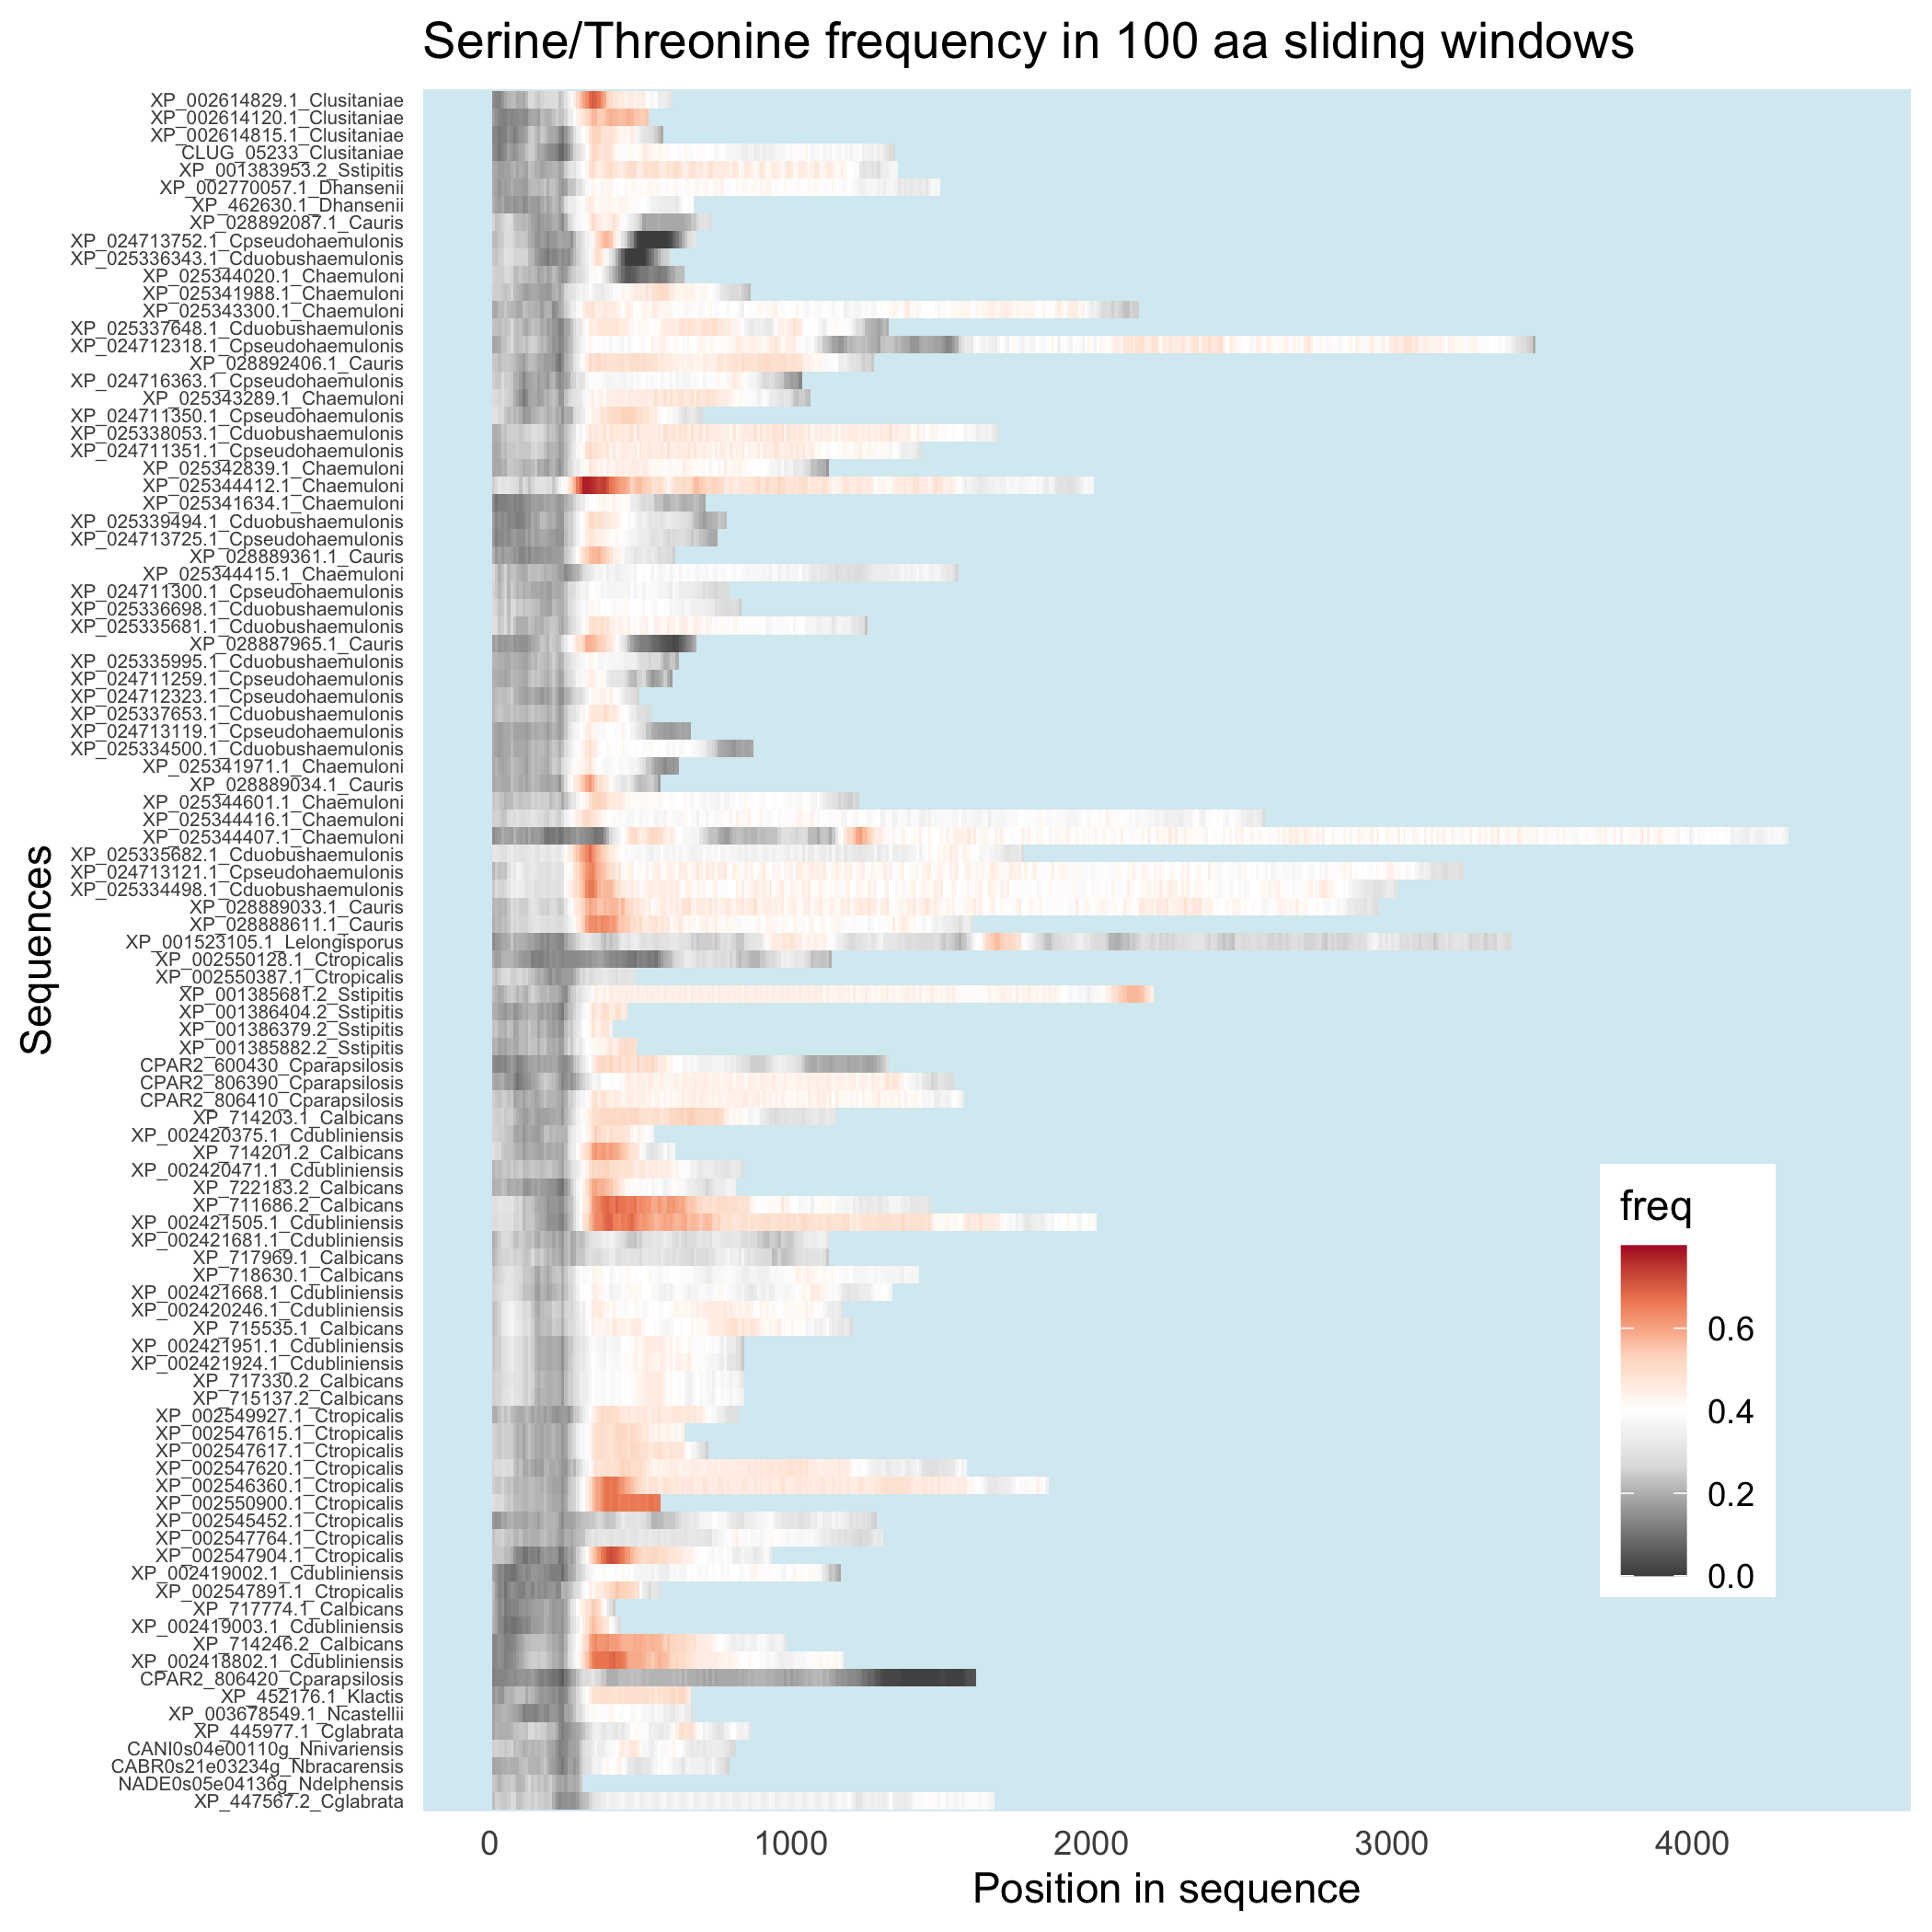 Serine/Threonine frequency in 100 aa sliding windows
XP_002614829.1_Clusitaniae
XP_002614120.1_Clusitaniae
XP_002614815.1_Clusitaniae
CLUG_05233_Clusitaniae
XP_001383953.2_Sstipitis
XP_002770057.1_Dhansenii
XP_462630.1_Dhansenii
XP_028892087.1_Cauris
XP_024713752.1_Cpseudohaemulonis
XP_025336343.1_Cduobushaemulonis
XP_025344020.1_Chaemuloni
XP_025341988.1_Chaemuloni
XP_025343300.1_Chaemuloni
XP_025337648.1_Cduobushaemulonis
XP_024712318.1_Cpseudohaemulonis
XP_028892406.1_Cauris
XP_024716363.1_Cpseudohaemulonis
XP_025343289.1_Chaemuloni
XP_024711350.1_Cpseudohaemulonis
XP_025338053.1_Cduobushaemulonis
XP_024711351.1_Cpseudohaemulonis
XP_025342839.1_Chaemuloni
XP_025344412.1_Chaemuloni
XP_025341634.1_Chaemuloni
XP_025339494.1_Cduobushaemulonis
XP_024713725.1_Cpseudohaemulonis
XP_028889361.1_Cauris
XP_025344415.1_Chaemuloni
XP_024711300.1_Cpseudohaemulonis
XP_025336698.1_Cduobushaemulonis
XP_025335681.1_Cduobushaemulonis
XP_028887965.1_Cauris
XP_025335995.1_Cduobushaemulonis
XP_024711259.1_Cpseudohaemulonis
XP_024712323.1_Cpseudohaemulonis
XP_025337653.1_Cduobushaemulonis
XP_024713119.1_Cpseudohaemulonis
XP_025334500.1_Cduobushaemulonis
XP_025341971.1_Chaemuloni
XP_028889034.1_Cauris
XP_025344601.1_Chaemuloni
XP_025344416.1_Chaemuloni
XP_025344407.1_Chaemuloni
XP_025335682.1_Cduobushaemulonis
XP_024713121.1_Cpseudohaemulonis
XP_025334498.1_Cduobushaemulonis
XP_028889033.1_Cauris
XP_028888611.1_Cauris
XP_001523105.1_Lelongisporus
XP_002550128.1_Ctropicalis
XP_002550387.1_Ctropicalis
XP_001385681.2_Sstipitis
XP_001386404.2_Sstipitis
XP_001386379.2_Sstipitis
XP_001385882.2_Sstipitis
CPAR2_600430_Cparapsilosis
CPAR2_806390_Cparapsilosis
CPAR2_806410_Cparapsilosis
XP_714203.1_Calbicans
XP_002420375.1_Cdubliniensis
XP_714201.2_Calbicans
XP_002420471.1_Cdubliniensis
XP_722183.2_Calbicans
XP_711686.2_Calbicans
XP_002421505.1_Cdubliniensis
XP_002421681.1_Cdubliniensis
XP_717969.1_Calbicans
XP_718630.1_Calbicans
XP_002421668.1_Cdubliniensis
XP_002420246.1_Cdubliniensis
XP_715535.1_Calbicans
XP_002421951.1_Cdubliniensis
XP_002421924.1_Cdubliniensis
XP_717330.2_Calbicans
XP_715137.2_Calbicans
XP_002549927.1_Ctropicalis
XP_002547615.1_Ctropicalis
XP_002547617.1_Ctropicalis
XP_002547620.1_Ctropicalis
XP_002546360.1_Ctropicalis
XP_002550900.1_Ctropicalis
XP_002545452.1_Ctropicalis
XP_002547764.1_Ctropicalis
XP_002547904.1_Ctropicalis
XP_002419002.1_Cdubliniensis
XP_002547891.1_Ctropicalis
XP_717774.1_Calbicans
XP_002419003.1_Cdubliniensis
XP_714246.2_Calbicans
XP_002418802.1_Cdubliniensis
CPAR2_806420_Cparapsilosis
XP_452176.1_Klactis
XP_003678549.1_Ncastellii
XP_445977.1_Cglabrata
CANI0s04e00110g_Nnivariensis
CABR0s21e03234g_Nbracarensis
NADE0s05e04136g_Ndelphensis
XP_447567.2_Cglabrata
Sequences
freq
0.6
0.4
0.2
0.0
0 1000 2000 3000 4000
Position in sequence